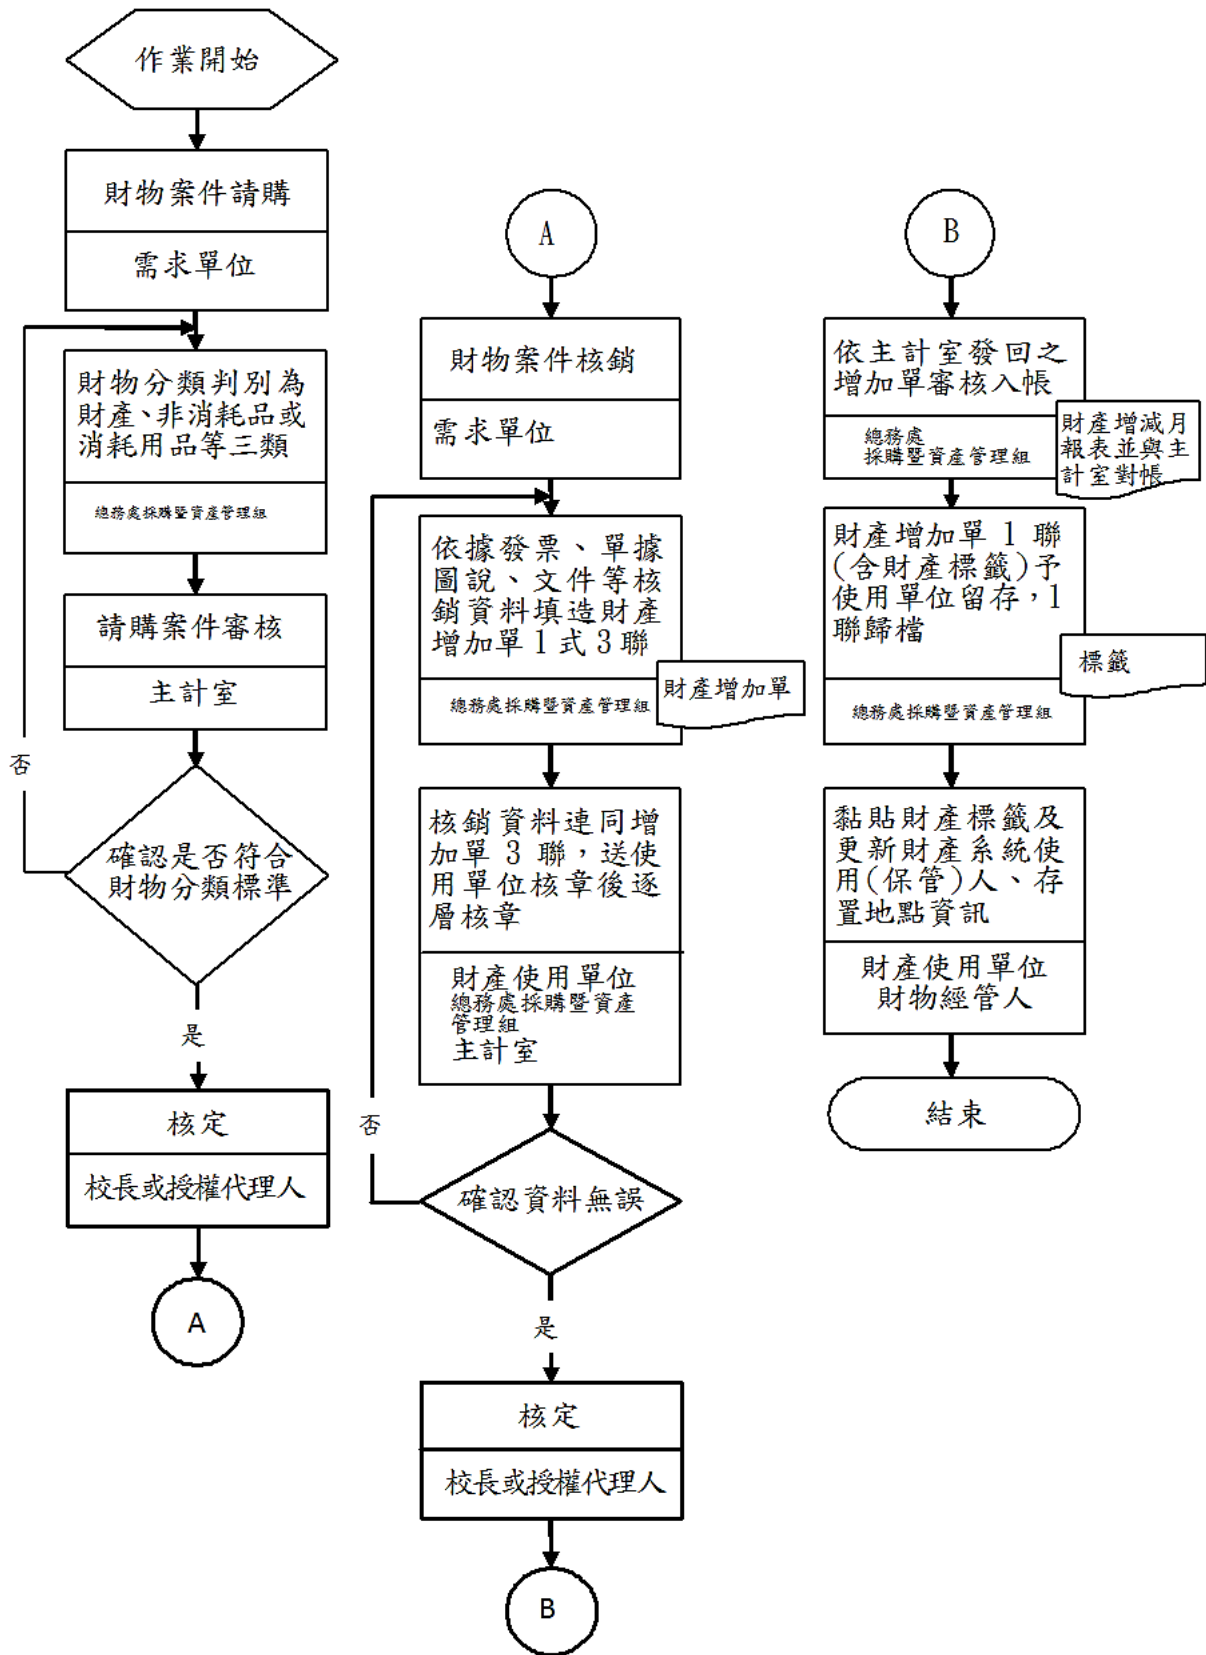 作業開始
財物案件請購
需求單位
財物分類判別為
財產、非消耗品或
消耗用品等三類
總務處採購暨資產管理組
請購案件審核
主計室
否
確認是否符合
財物分類標準
是
核定
校長或授權代理人
A
A
財物案件核銷
需求單位
依據發票、單據
圖說、文件等核
銷資料填造財產
增加單1式3聯
財產增加單
總務處採購暨資產管理組
核銷資料連同增
加單 3 聯，送使
用單位核章後逐
層核章
財產使用單位
總務處採購暨資產
管理組
主計室
否
確認資料無誤
是
核定
校長或授權代理人
B
B
依主計室發回之
增加單審核入帳
總務處
採購暨資產管理組
財產增減月
報表並與主
計室對帳
財產增加單 1 聯
(含財產標籤)予
使用單位留存，1
聯歸檔
標籤
總務處採購暨資產管理組
黏貼財產標籤及
更新財產系統使
用(保管)人、存
置地點資訊
財產使用單位
財物經管人
結束